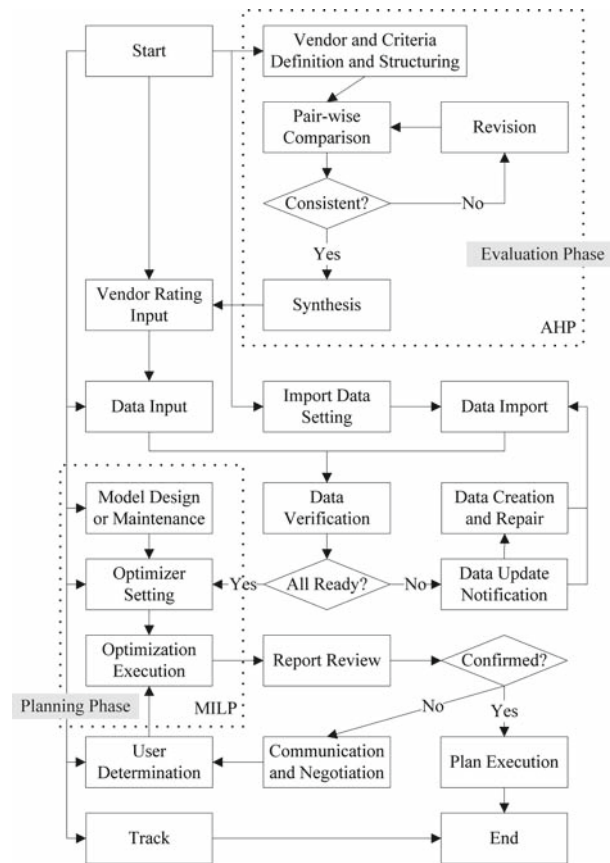 Start
Vendor and Criteria
Definition and Structuring
Pair-wise
Comparison
Revision
Consistent?
No
Yes
Evaluation Phase
Vendor Rating
Input
Synthesis
AHP
Data Input
Import Data
Setting
Data Import
Model Design
or Maintenance
Data
Verification
Data Creation
and Repair
Optimizer
Setting
Yes
All Ready?
No
Data Update
Notification
Optimization
Execution
Report Review
Confirmed?
Planning Phase
MILP
No
Yes
User
Determination
Communication
and Negotiation
Plan Execution
Track
End